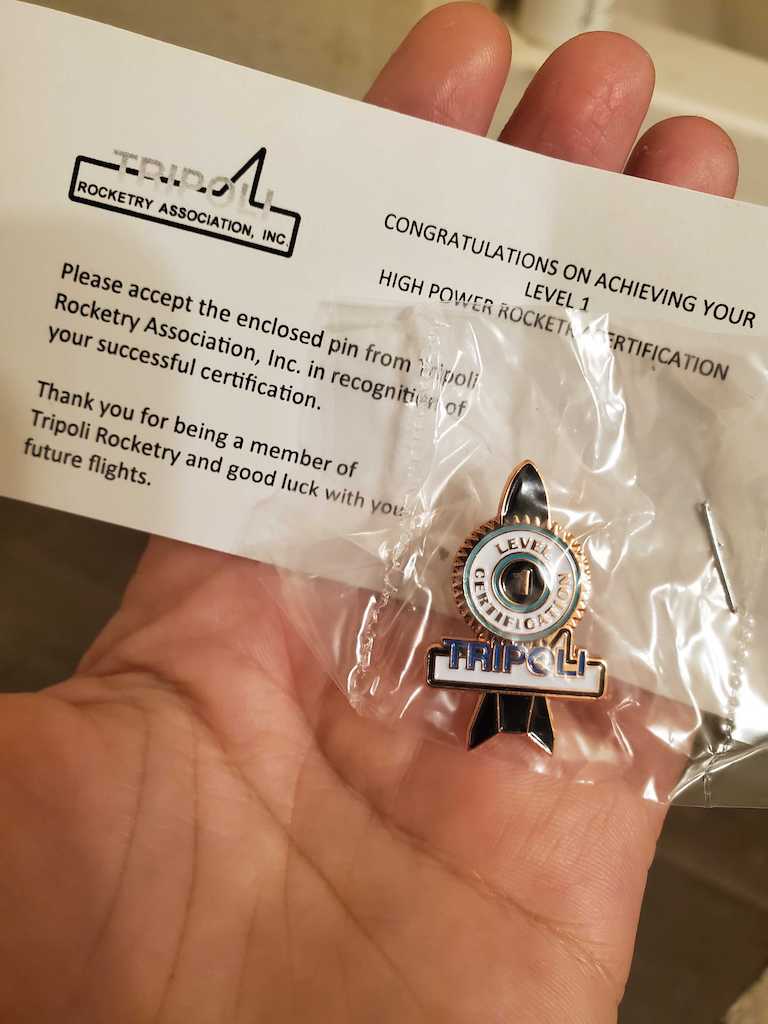 TRIPOLI
ROCKETRY ASSOCIATION, INC.
Please accept the enclosed pin from Tripoli
Rocketry Association, Inc. in recognition of
your successful certification.
Thank you for being a member of
Tripoli Rocketry and good luck with your
future flights.
CONGRATULATIONS ON ACHIEVING YOUR
LEVEL 1
HIGH POWER ROCKETRY CERTIFICATION
LEVEL
1
CERTIFICATION
TRIPOLI